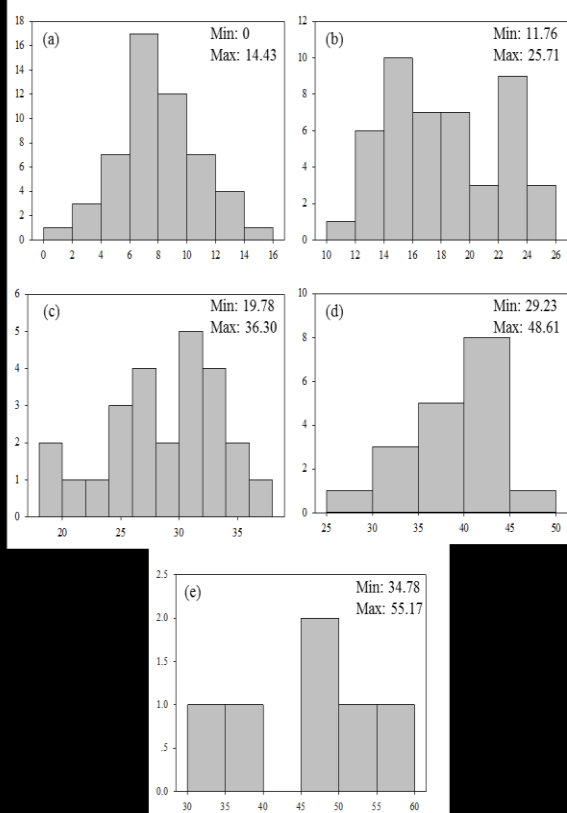 18
(a)
Min: 0
Max: 14.43
16
14
12
10
8
6
4
2
0
0 2 4 6 8 10 12 14 16
12
(b)
Min: 11.76
Max: 25.71
10
8
6
4
2
0
10 12 14 16 18 20 22 24 26
6
(c)
Min: 19.78
Max: 36.30
5
4
3
2
1
0
20 25 30 35
10
(d)
Min: 29.23
Max: 48.61
8
6
4
2
0
25 30 35 40 45 50
2.5
(e)
Min: 34.78
Max: 55.17
2.0
1.5
1.0
.5
.0
30 35 40 45 50 55 60